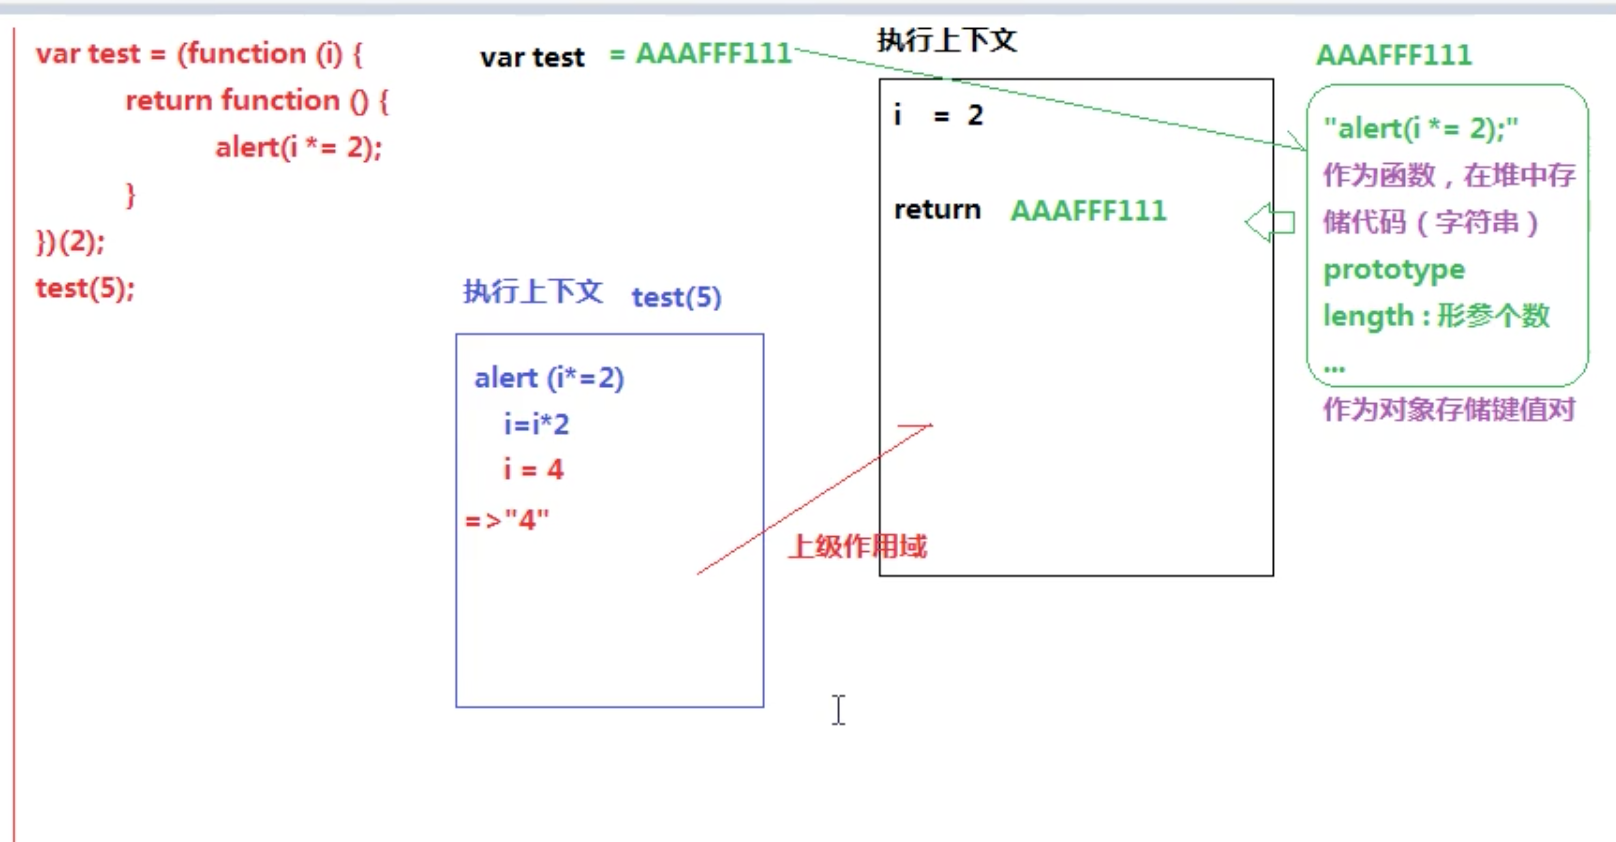 var test = (function (i) {
return function () {
alert(i *= 2);
}
})(2);
test(5);
var test = AAAFFF111
执行上下文
i = 2
return AAAFFF111
AAAFFF111
"alert(i *= 2);"
作为函数，在堆中存
储代码（字符串）
prototype
length : 形参个数
...
作为对象存储键值对
执行上下文 test(5)
alert (i*=2)
i=i*2
i = 4
=>"4"
上级作用域